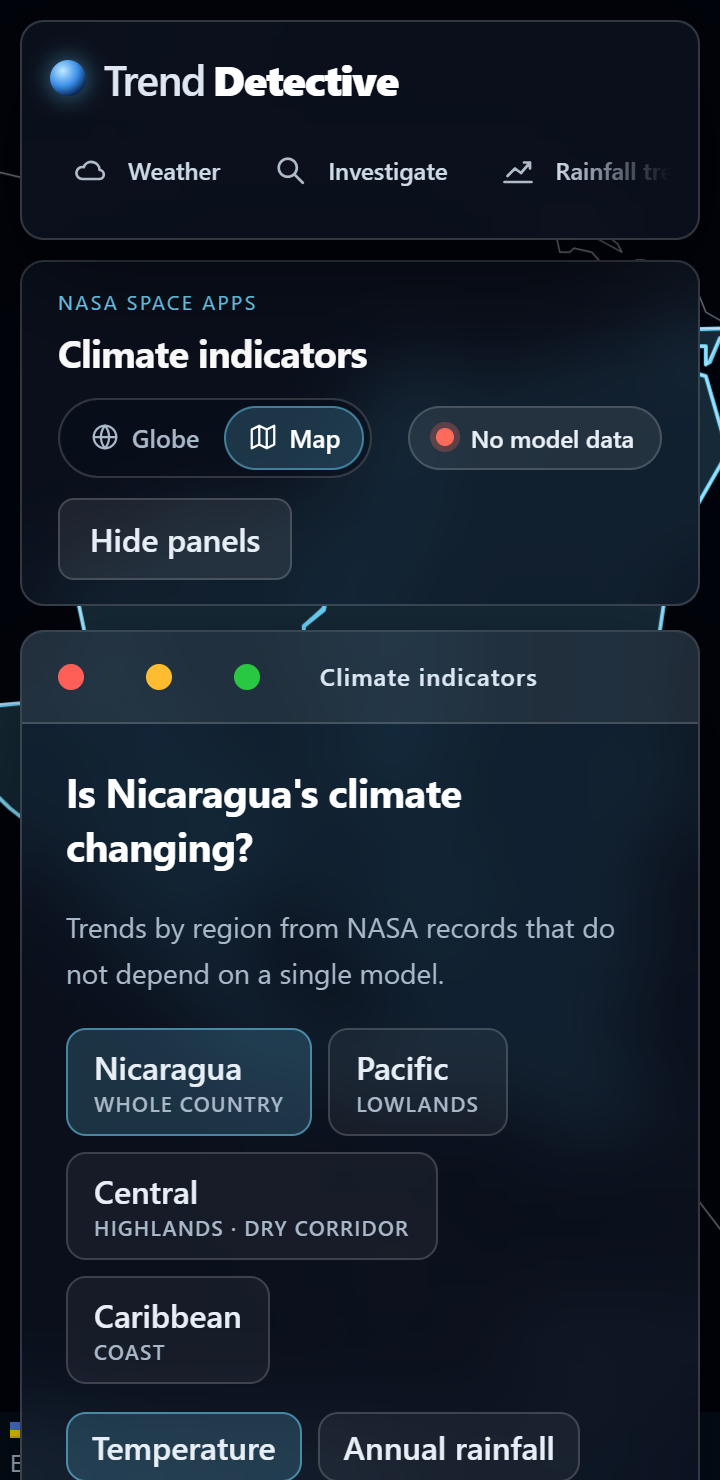 Trend Detective
Weather
Investigate
Rainfall
NASA SPACE APPS
Climate indicators
Globe
Map
No model data
Hide panels
Climate indicators
Is Nicaragua's climate
changing?
Trends by region from NASA records that do
not depend on a single model.
Nicaragua
WHOLE COUNTRY
Pacific
LOWLANDS
Central
HIGHLANDS · DRY CORRIDOR
Caribbean
COAST
Temperature
Annual rainfall